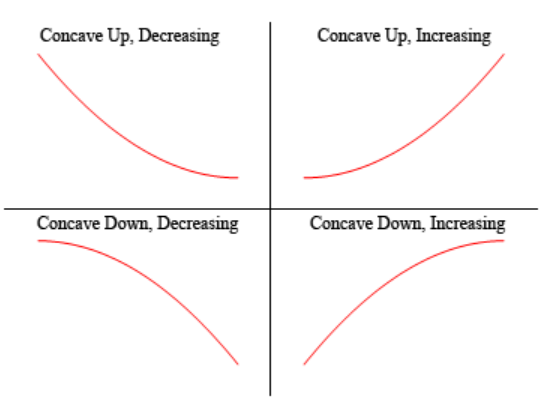 Concave Up, Decreasing
Concave Up, Increasing
Concave Down, Decreasing
Concave Down, Increasing